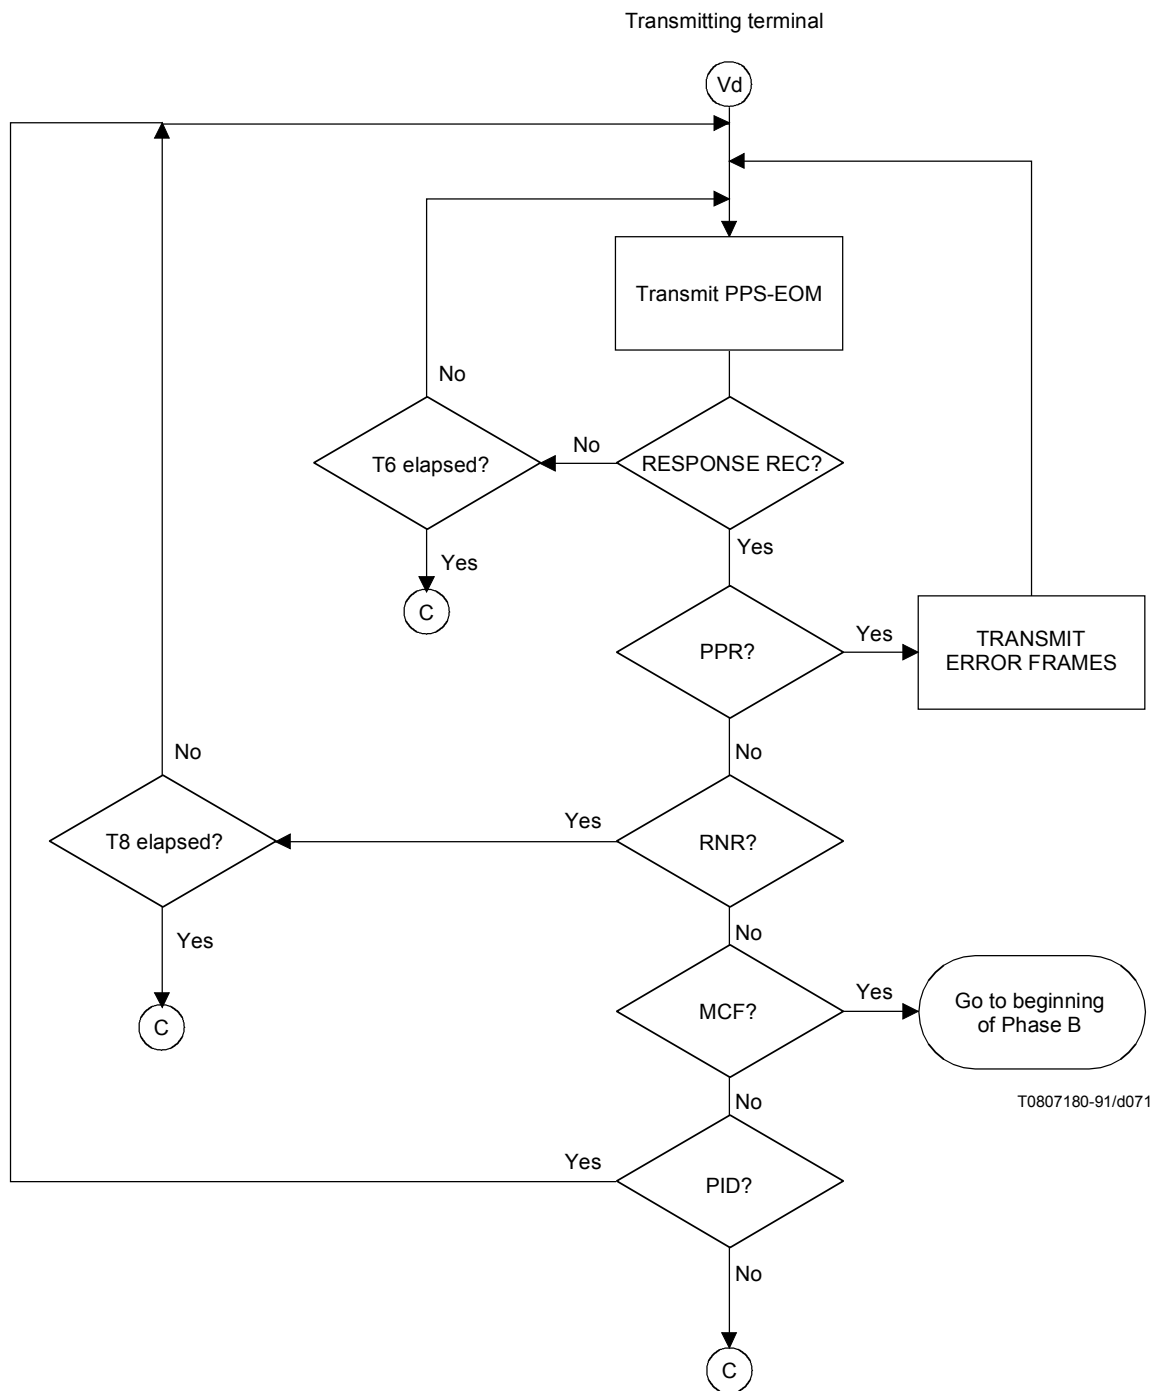 Transmitting terminal
Vd
Transmit PPS-EOM
No
T6 elapsed?
No
RESPONSE REC?
Yes
Yes
C
PPR?
Yes
TRANSMIT
ERROR FRAMES
No
No
T8 elapsed?
Yes
RNR?
Yes
No
C
MCF?
Yes
Go to beginning
of Phase B
T0807180-91/d071
No
Yes
PID?
No
C